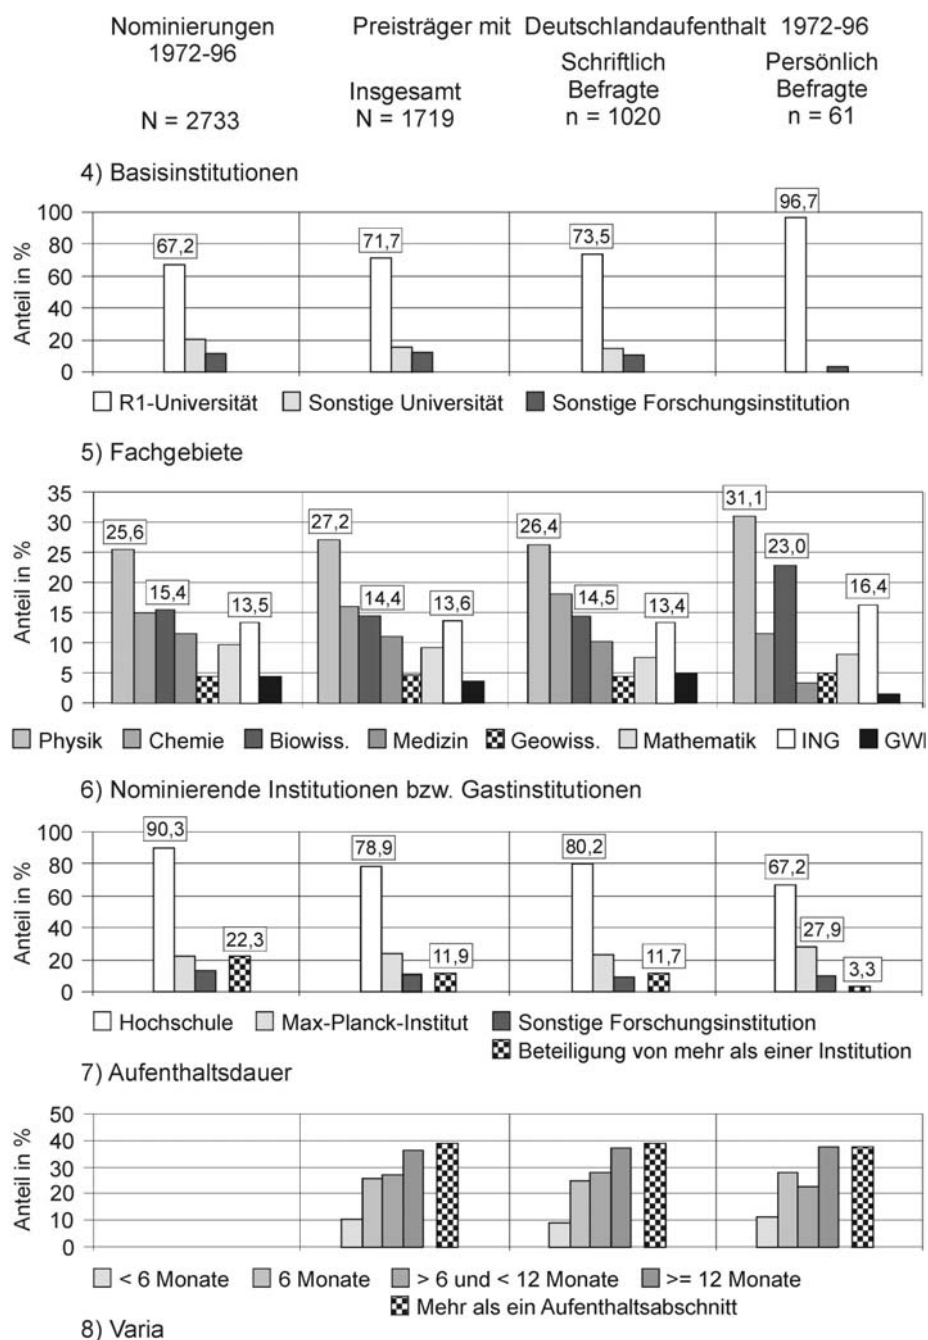 Nominierungen 1972-96
Preisträger mit Deutschlandaufenthalt 1972-96
N = 2733
Insgesamt N = 1719
Schriftlich Befragte n = 1020
Persönlich Befragte n = 61
4) Basisinstitutionen
Anteil in %
100
80
60
40
20
0
67,2
71,7
73,5
96,7
R1-Universität Sonstige Universität Sonstige Forschungsinstitution
5) Fachgebiete
Anteil in %
35
30
25
20
15
10
5
0
25,6 15,4 13,5
27,2 14,4 13,6
26,4 14,5 13,4
31,1 23,0 16,4
Physik Chemie Biowiss. Medizin Geowiss. Mathematik ING GWI
6) Nominierende Institutionen bzw. Gastinstitutionen
Anteil in %
100
80
60
40
20
0
90,3 22,3
78,9 11,9
80,2 11,7
67,2 27,9 3,3
Hochschule Max-Planck-Institut Sonstige Forschungsinstitution
Beteiligung von mehr als einer Institution
7) Aufenthaltsdauer
Anteil in %
50
40
30
20
10
0
< 6 Monate 6 Monate > 6 und < 12 Monate >= 12 Monate
Mehr als ein Aufenthaltsabschnitt
8) Varia